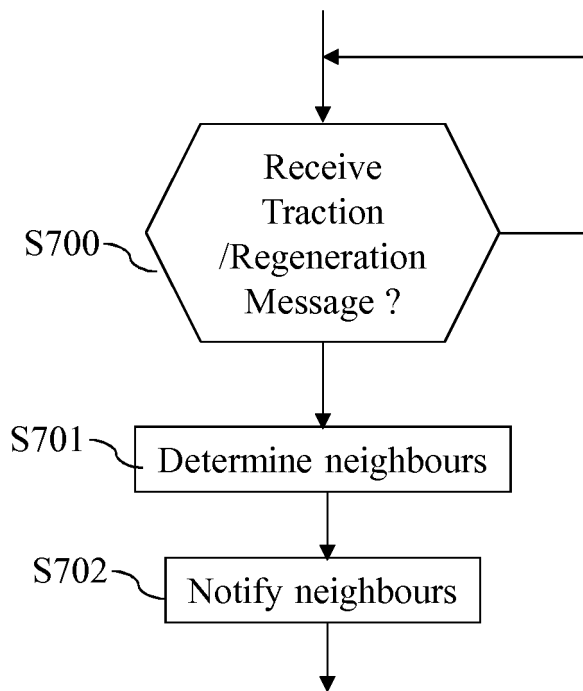 Receive
Traction
/Regeneration
Message ?
S700
S701
Determine neighbours
S702
Notify neighbours